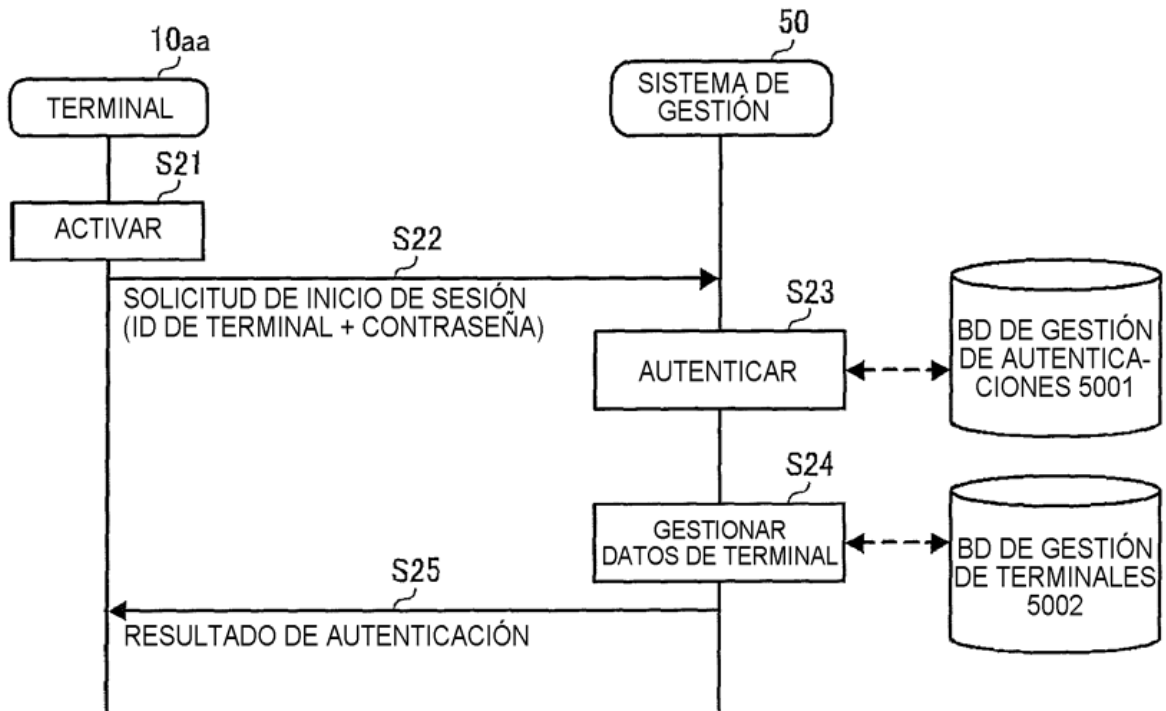 10aa
50
TERMINAL
SISTEMA DE
GESTIÓN
S21
ACTIVAR
S22
SOLICITUD DE INICIO DE SESIÓN
(ID DE TERMINAL + CONTRASEÑA)
S23
AUTENTICAR
BD DE GESTIÓN
DE AUTENTICA-
CIONES 5001
S24
GESTIONAR
DATOS DE TERMINAL
BD DE GESTIÓN
DE TERMINALES
5002
S25
RESULTADO DE AUTENTICACIÓN